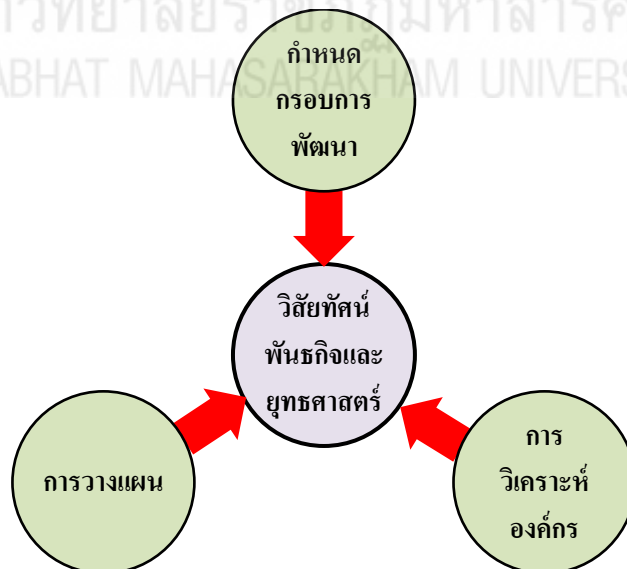 กำหนด
กรอบการ
พัฒนา
วิสัยทัศน์
พันธกิจและ
ยุทธศาสตร์
การวางแผน
การ
วิเคราะห์
องค์กร
MAHASARAKHAM